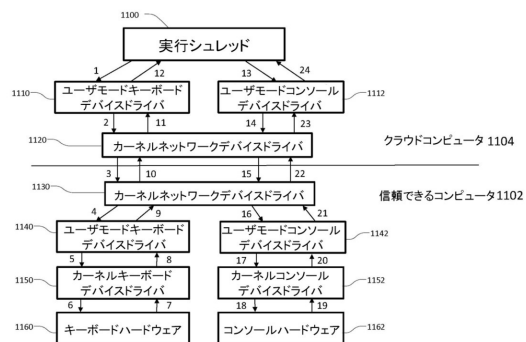 1100
実行シュレッド
1 12 13 24
1110
ユーザモードキーボード
デバイスドライバ
ユーザモードコンソール
デバイスドライバ
1112
2 11 14 23
1120
カーネルネットワークデバイスドライバ
クラウドコンピュータ 1104
3 10 15 22
1130
カーネルネットワークデバイスドライバ
信頼できるコンピュータ 1102
4 9 16 21
1140
ユーザモードキーボード
デバイスドライバ
ユーザモードコンソール
デバイスドライバ
1142
5 8 17 20
1150
カーネルキーボード
デバイスドライバ
カーネルコンソール
デバイスドライバ
1152
6 7 18 19
1160
キーボードハードウェア
コンソールハードウェア
1162